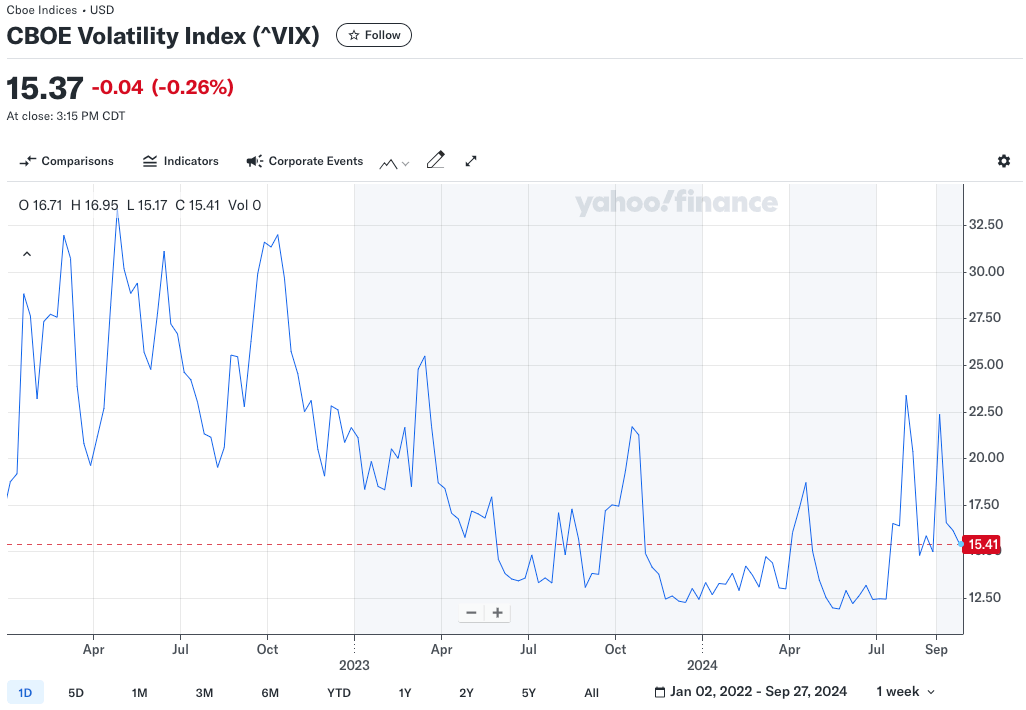 Cboe Indices • USD
CBOE Volatility Index (^VIX)
Follow
15.37 -0.04 (-0.26%)
At close: 3:15 PM CDT
Comparisons Indicators Corporate Events
O 16.71 H 16.95 L 15.17 C 15.41 Vol 0
yahoo!finance
32.50
30.00
27.50
25.00
22.50
20.00
17.50
15.41
12.50
Apr Jul Oct Apr Jul Oct Apr Jul Sep
2023 2024
1D 5D 1M 3M 6M YTD 1Y 2Y 5Y All Jan 02, 2022 - Sep 27, 2024 1 week